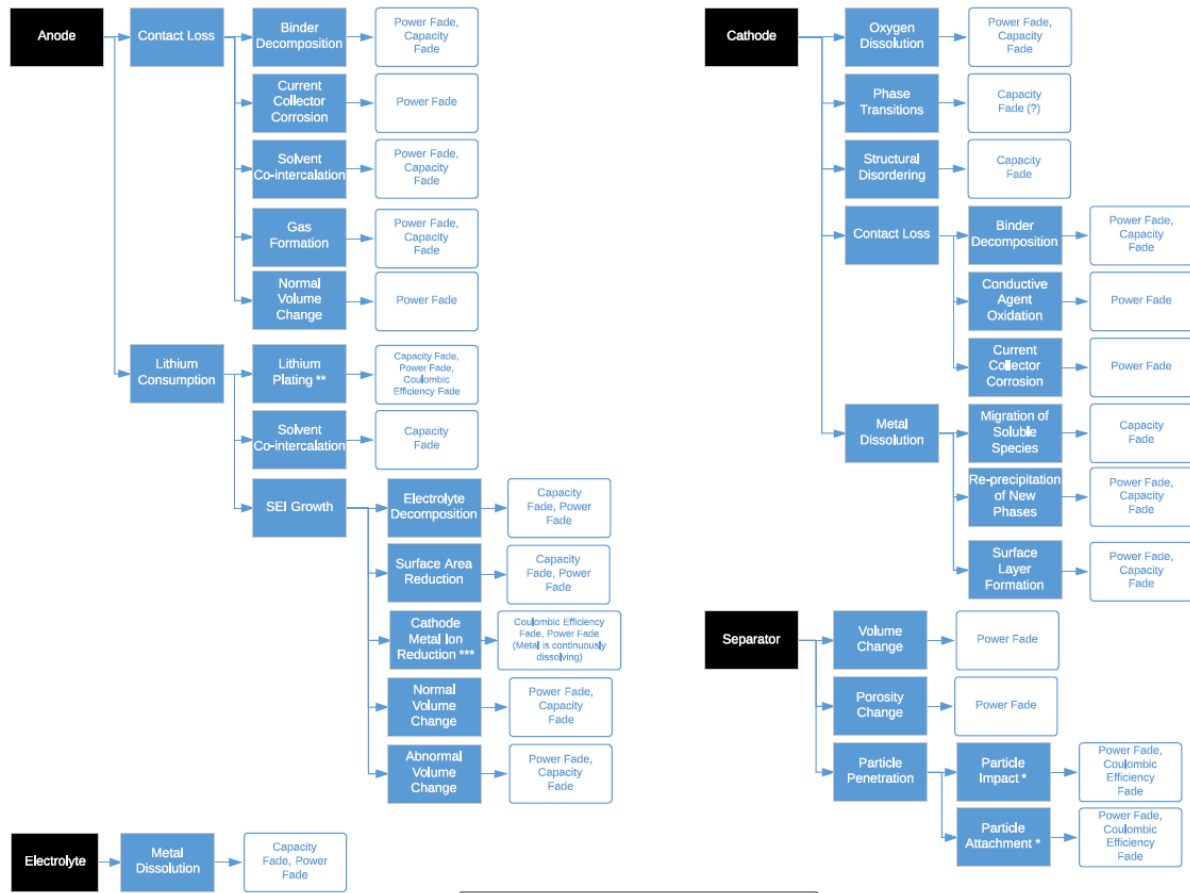 Anode
Contact Loss
Binder
Decomposition
Power Fade,
Capacity
Fade
Current
Collector
Corrosion
Power Fade
Solvent
Co-intercalation
Power Fade,
Capacity
Fade
Gas
Formation
Power Fade,
Capacity
Fade
Normal
Volume
Change
Power Fade
Lithium
Consumption
Lithium
Plating **
Capacity Fade,
Power Fade,
Coulombic
Efficiency Fade
Solvent
Co-intercalation
Capacity
Fade
SEI Growth
Electrolyte
Decomposition
Capacity
Fade, Power
Fade
Surface Area
Reduction
Capacity
Fade, Power
Fade
Cathode
Metal Ion
Reduction ***
Coulombic Efficiency
Fade, Power Fade
(Metal is continuously
dissolving)
Normal
Volume
Change
Power Fade,
Capacity
Fade
Abnormal
Volume
Change
Power Fade,
Capacity
Fade
Electrolyte
Metal
Dissolution
Capacity
Fade, Power
Fade
Cathode
Oxygen
Dissolution
Power Fade,
Capacity
Fade
Phase
Transitions
Capacity
Fade (?)
Structural
Disordering
Capacity
Fade
Contact Loss
Binder
Decomposition
Power Fade,
Capacity
Fade
Conductive
Agent
Oxidation
Power Fade
Current
Collector
Corrosion
Power Fade
Metal
Dissolution
Migration of
Soluble
Species
Capacity
Fade
Re-precipitation
of New
Phases
Power Fade,
Capacity
Fade
Surface
Layer
Formation
Power Fade,
Capacity
Fade
Separator
Volume
Change
Power Fade
Porosity
Change
Power Fade
Particle
Penetration
Particle
Impact *
Power Fade,
Coulombic
Efficiency
Fade
Particle
Attachment *
Power Fade,
Coulombic
Efficiency
Fade